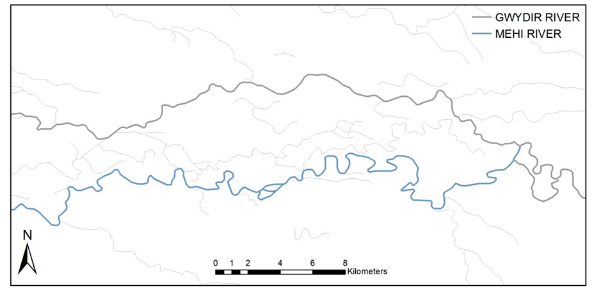 GWYDIR RIVER
MEHI RIVER
N
0 1 2 4 6 8
Kilometers